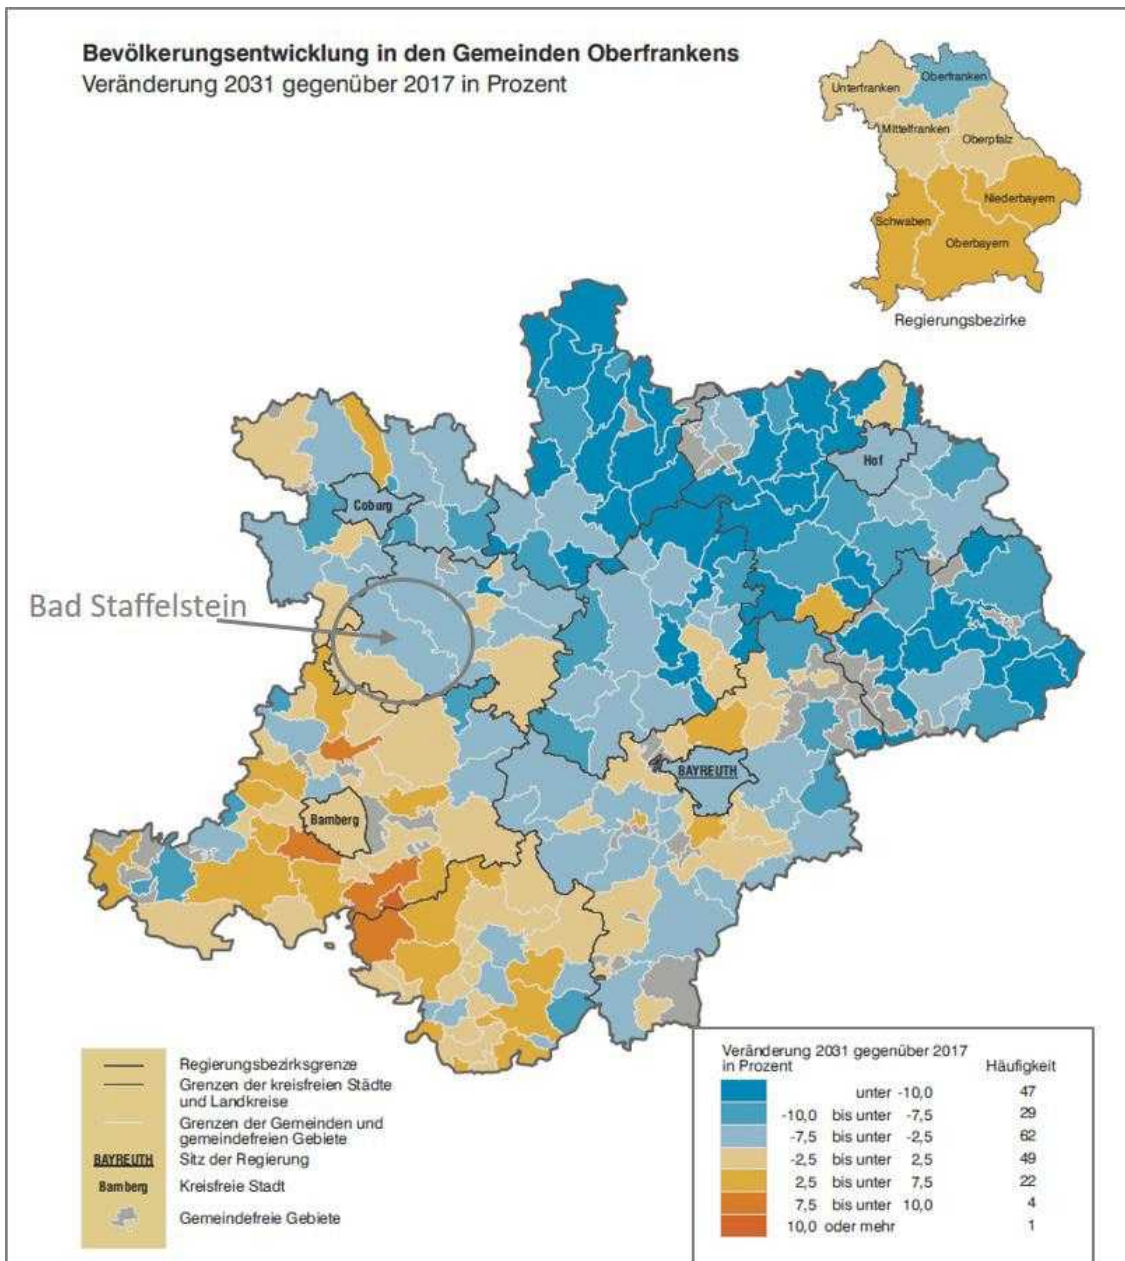 Bevölkerungsentwicklung in den Gemeinden Oberfrankens
Veränderung 2031 gegenüber 2017 in Prozent
Oberfranken
Unterfranken
Mittelfranken
Oberpfalz
Niederbayern
Schwaben
Oberbayern
Regierungsbezirke
Hof
Coburg
Bad Staffelstein
BAYREUTH
Bamberg
Regierungsbezirksgrenze
Grenzen der kreisfreien Städte
und Landkreise
Grenzen der Gemeinden und
gemeindefreien Gebiete
BAYREUTH Sitz der Regierung
Bamberg Kreisfreie Stadt
Gemeindefreie Gebiete
Veränderung 2031 gegenüber 2017
in Prozent Häufigkeit
unter -10,0 47
-10,0 bis unter -7,5 29
-7,5 bis unter -2,5 62
-2,5 bis unter 2,5 49
2,5 bis unter 7,5 22
7,5 bis unter 10,0 4
10,0 oder mehr 1